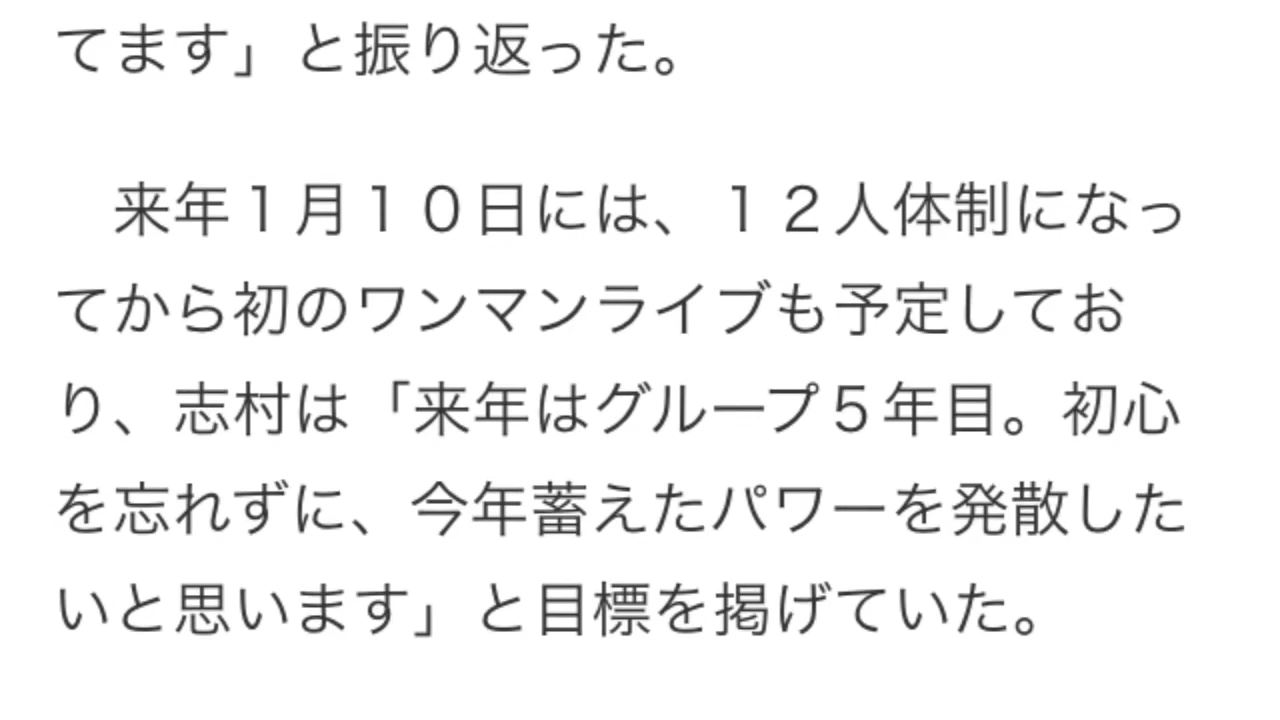 てます」と振り返った。
　来年１月１０日には、１２人体制になっ
てから初のワンマンライブも予定してお
り、志村は「来年はグループ５年目。初心
を忘れずに、今年蓄えたパワーを発散した
いと思います」と目標を掲げていた。